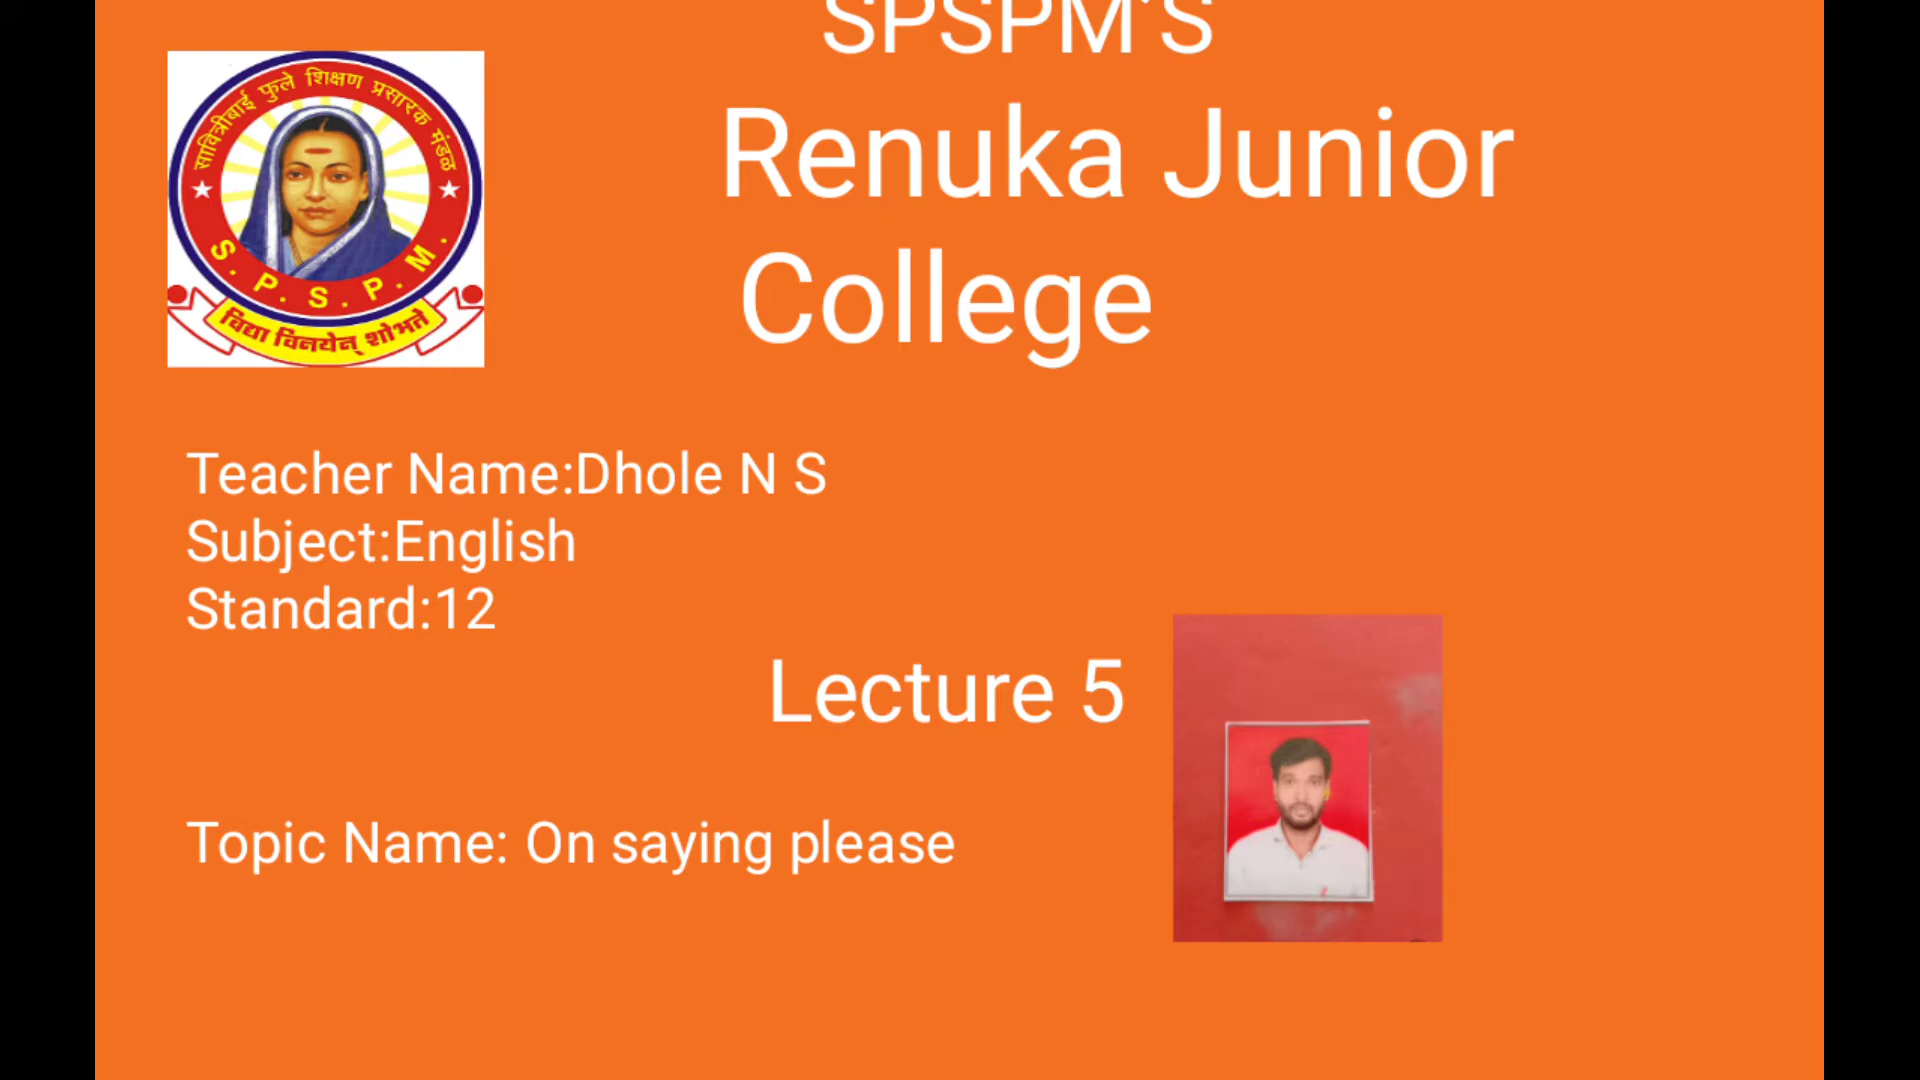 SPSPM'S
Renuka Junior
College
सावित्रीबाई फुले शिक्षण प्रसारक मंडळ
S. P. S. P. M.
विद्या विनयेन् शोभते
Teacher Name:Dhole N S
Subject:English
Standard:12
Lecture 5
Topic Name: On saying please